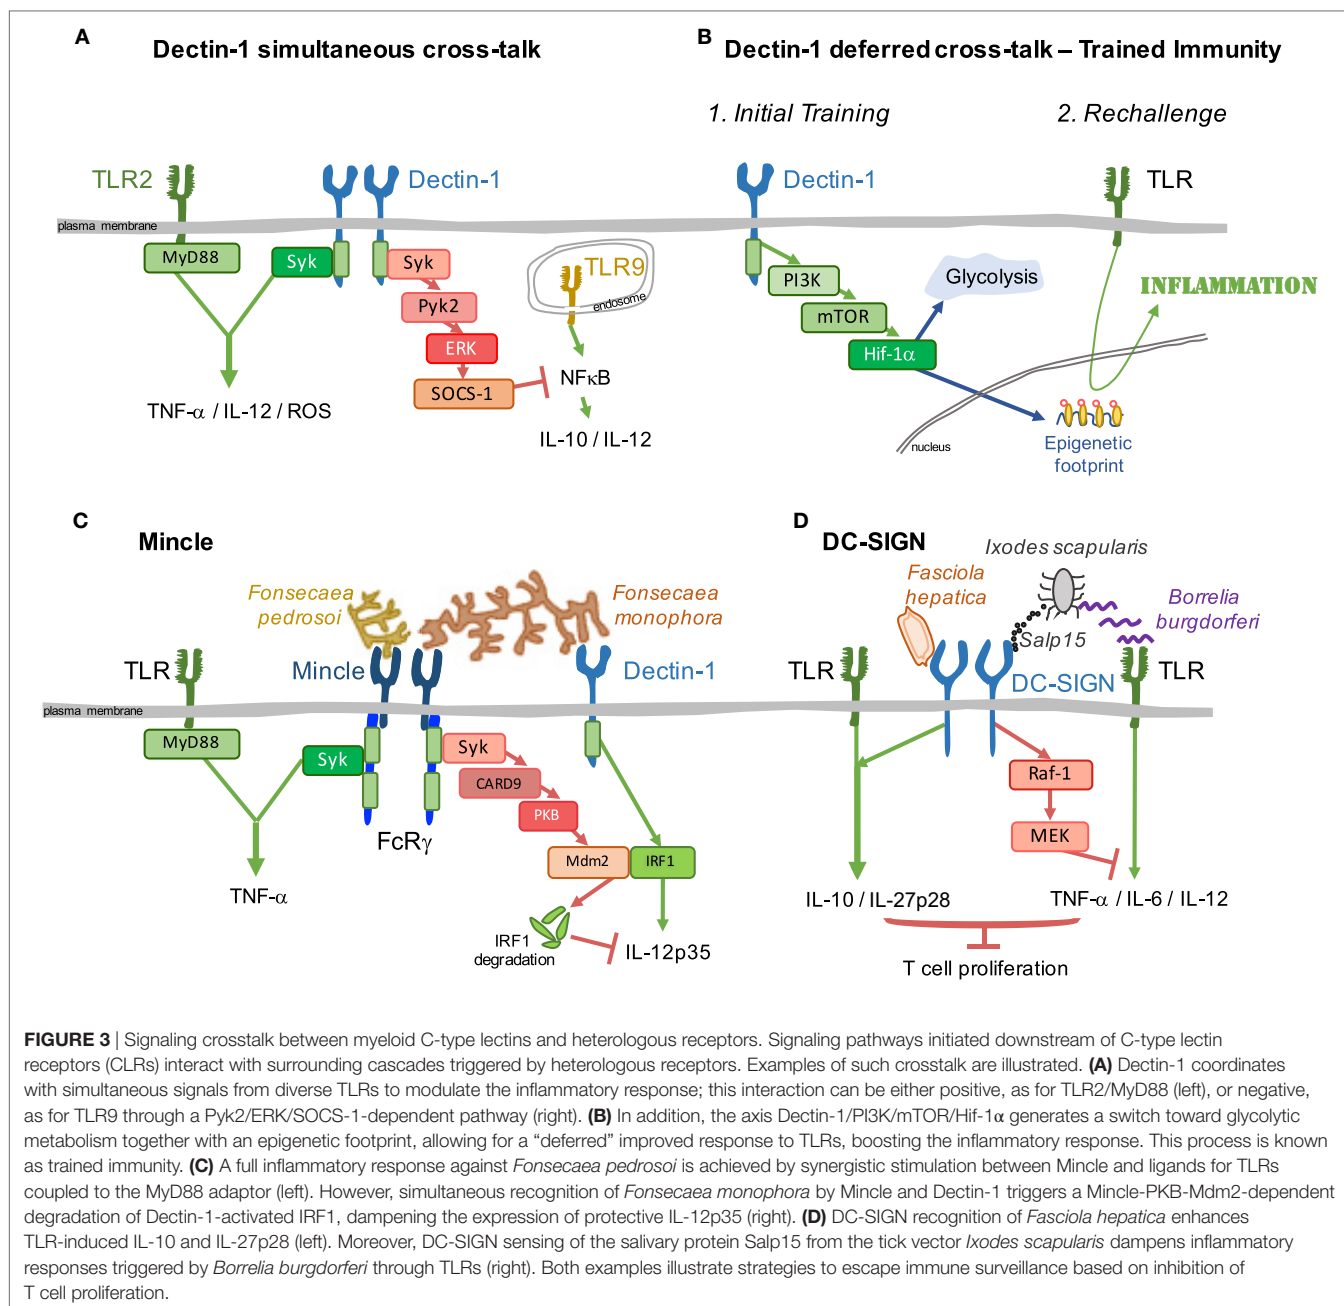 A
Dectin-1 simultaneous cross-talk
TLR2
Dectin-1
plasma membrane
MyD88
Syk
Syk
Pyk2
ERK
SOCS-1
TLR9
endosome
NFκB
TNF-α / IL-12 / ROS
IL-10 / IL-12
B
Dectin-1 deferred cross-talk – Trained Immunity
1. Initial Training
2. Rechallenge
Dectin-1
TLR
PI3K
mTOR
Hif-1α
Glycolysis
INFLAMMATION
nucleus
Epigenetic
footprint
C
Mincle
Fonsecaea
pedrosoi
Fonsecaea
monophora
TLR
Mincle
Dectin-1
plasma membrane
MyD88
Syk
Syk
CARD9
PKB
Mdm2
IRF1
FcRγ
TNF-α
IRF1
degradation
IL-12p35
D
DC-SIGN
Ixodes scapularis
Fasciola
hepatica
Borrelia
burgdorferi
Salp15
TLR
DC-SIGN
TLR
Raf-1
MEK
IL-10 / IL-27p28
TNF-α / IL-6 / IL-12
T cell proliferation
FIGURE 3 | Signaling crosstalk between myeloid C-type lectins and heterologous receptors. Signaling pathways initiated downstream of C-type lectin
receptors (CLRs) interact with surrounding cascades triggered by heterologous receptors. Examples of such crosstalk are illustrated. (A) Dectin-1 coordinates
with simultaneous signals from diverse TLRs to modulate the inflammatory response; this interaction can be either positive, as for TLR2/MyD88 (left), or negative,
as for TLR9 through a Pyk2/ERK/SOCS-1-dependent pathway (right). (B) In addition, the axis Dectin-1/PI3K/mTOR/Hif-1α generates a switch toward glycolytic
metabolism together with an epigenetic footprint, allowing for a “deferred” improved response to TLRs, boosting the inflammatory response. This process is known
as trained immunity. (C) A full inflammatory response against Fonsecaea pedrosoi is achieved by synergistic stimulation between Mincle and ligands for TLRs
coupled to the MyD88 adaptor (left). However, simultaneous recognition of Fonsecaea monophora by Mincle and Dectin-1 triggers a Mincle-PKB-Mdm2-dependent
degradation of Dectin-1-activated IRF1, dampening the expression of protective IL-12p35 (right). (D) DC-SIGN recognition of Fasciola hepatica enhances
TLR-induced IL-10 and IL-27p28 (left). Moreover, DC-SIGN sensing of the salivary protein Salp15 from the tick vector Ixodes scapularis dampens inflammatory
responses triggered by Borrelia burgdorferi through TLRs (right). Both examples illustrate strategies to escape immune surveillance based on inhibition of
T cell proliferation.